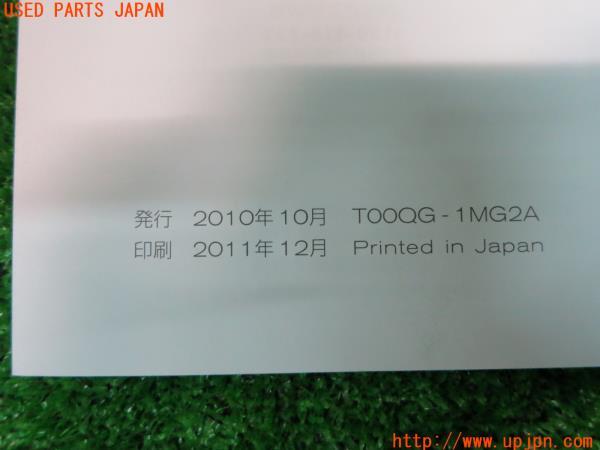 USED PARTS JAPAN
発行 2010年10月 T00QG-1MG2A
印刷 2011年12月 Printed in Japan
http://www.upjpn.com/